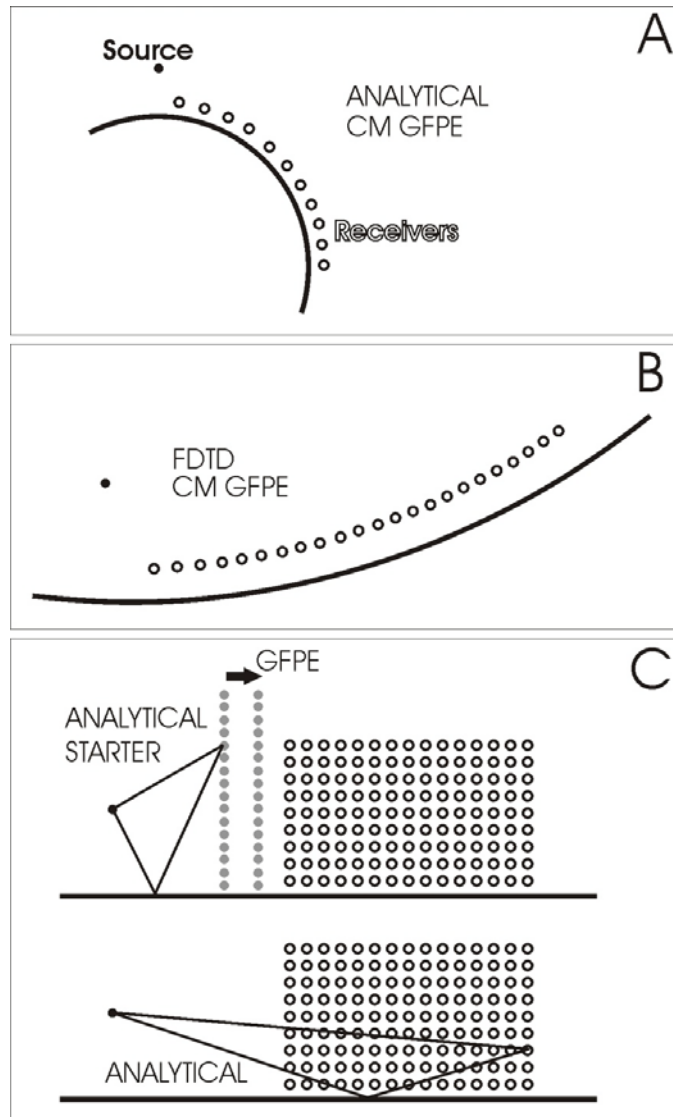 A
Source
ANALYTICAL
CM GFPE
Receivers
B
FDTD
CM GFPE
C
GFPE
ANALYTICAL
STARTER
ANALYTICAL